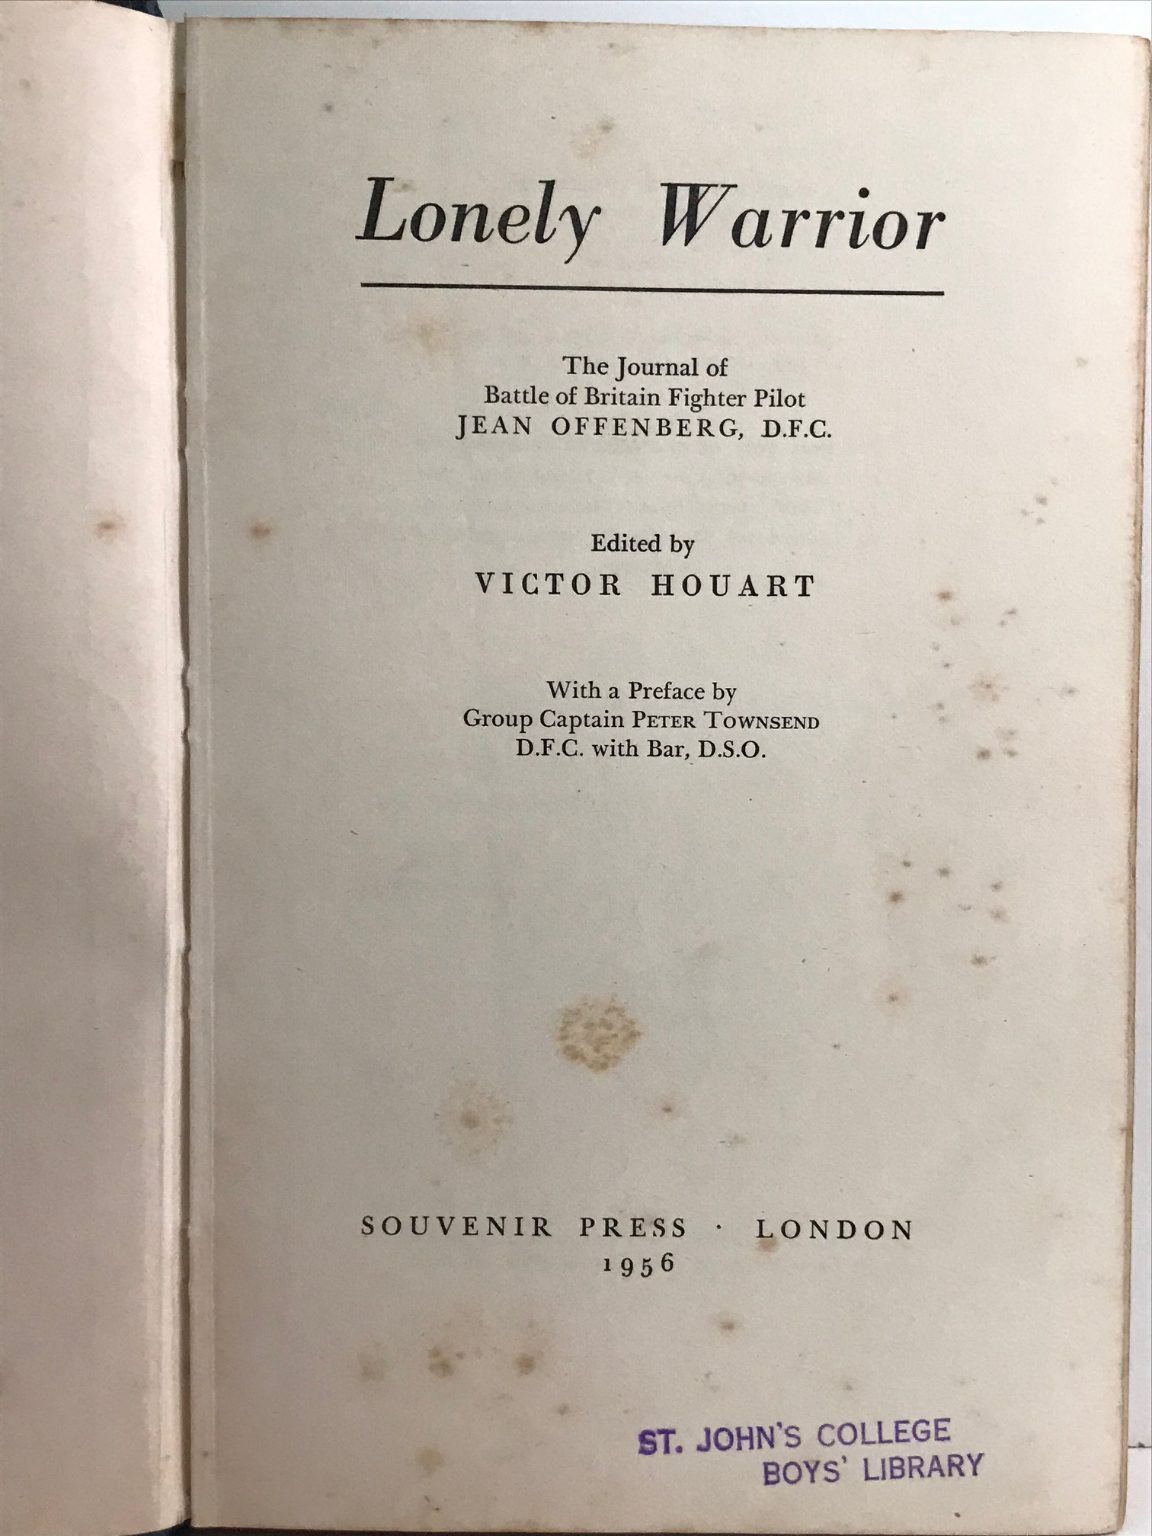 Lonely Warrior
The Journal of
Battle of Britain Fighter Pilot
JEAN OFFENBERG, D.F.C.
Edited by
VICTOR HOUART
With a Preface by
Group Captain PETER TOWNSEND
D.F.C. with Bar, D.S.O.
SOUVENIR PRESS · LONDON
1956
ST. JOHN'S COLLEGE
BOYS' LIBRARY